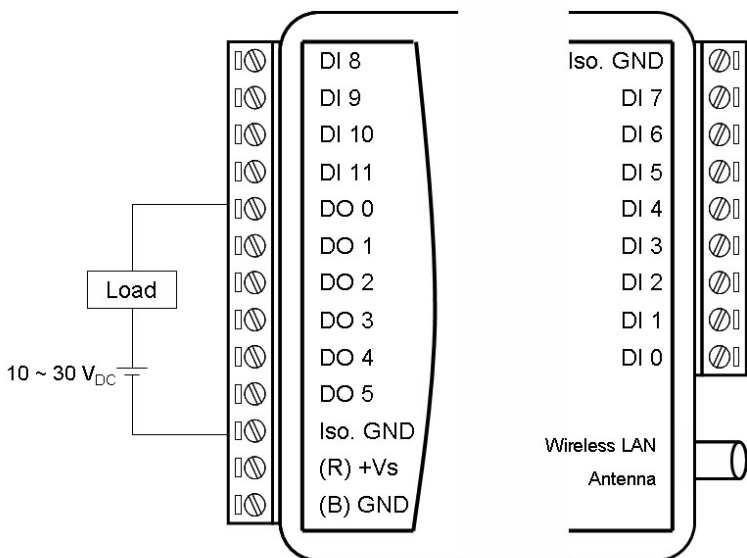 DI 8
DI 9
DI 10
DI 11
DO 0
DO 1
DO 2
DO 3
DO 4
DO 5
Iso. GND
(R) +Vs
(B) GND
Load
10 ~ 30 VDC
Iso. GND
DI 7
DI 6
DI 5
DI 4
DI 3
DI 2
DI 1
DI 0
Wireless LAN
Antenna